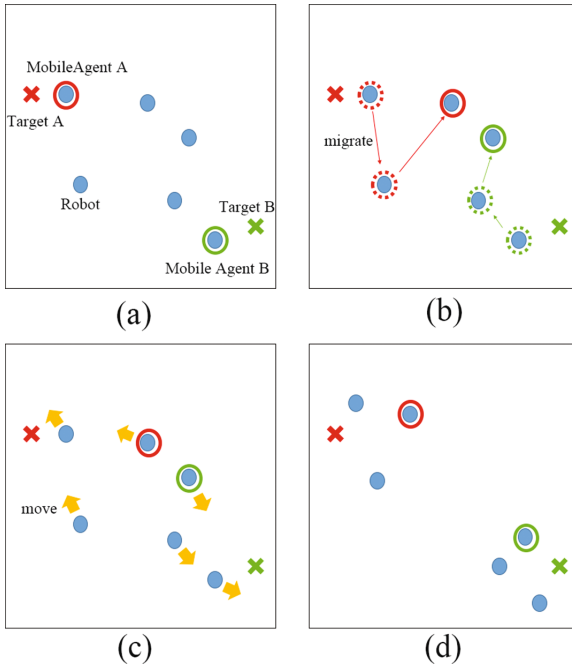 MobileAgent A
Target A
Robot
Target B
Mobile Agent B
(a)
migrate
(b)
move
(c)
(d)